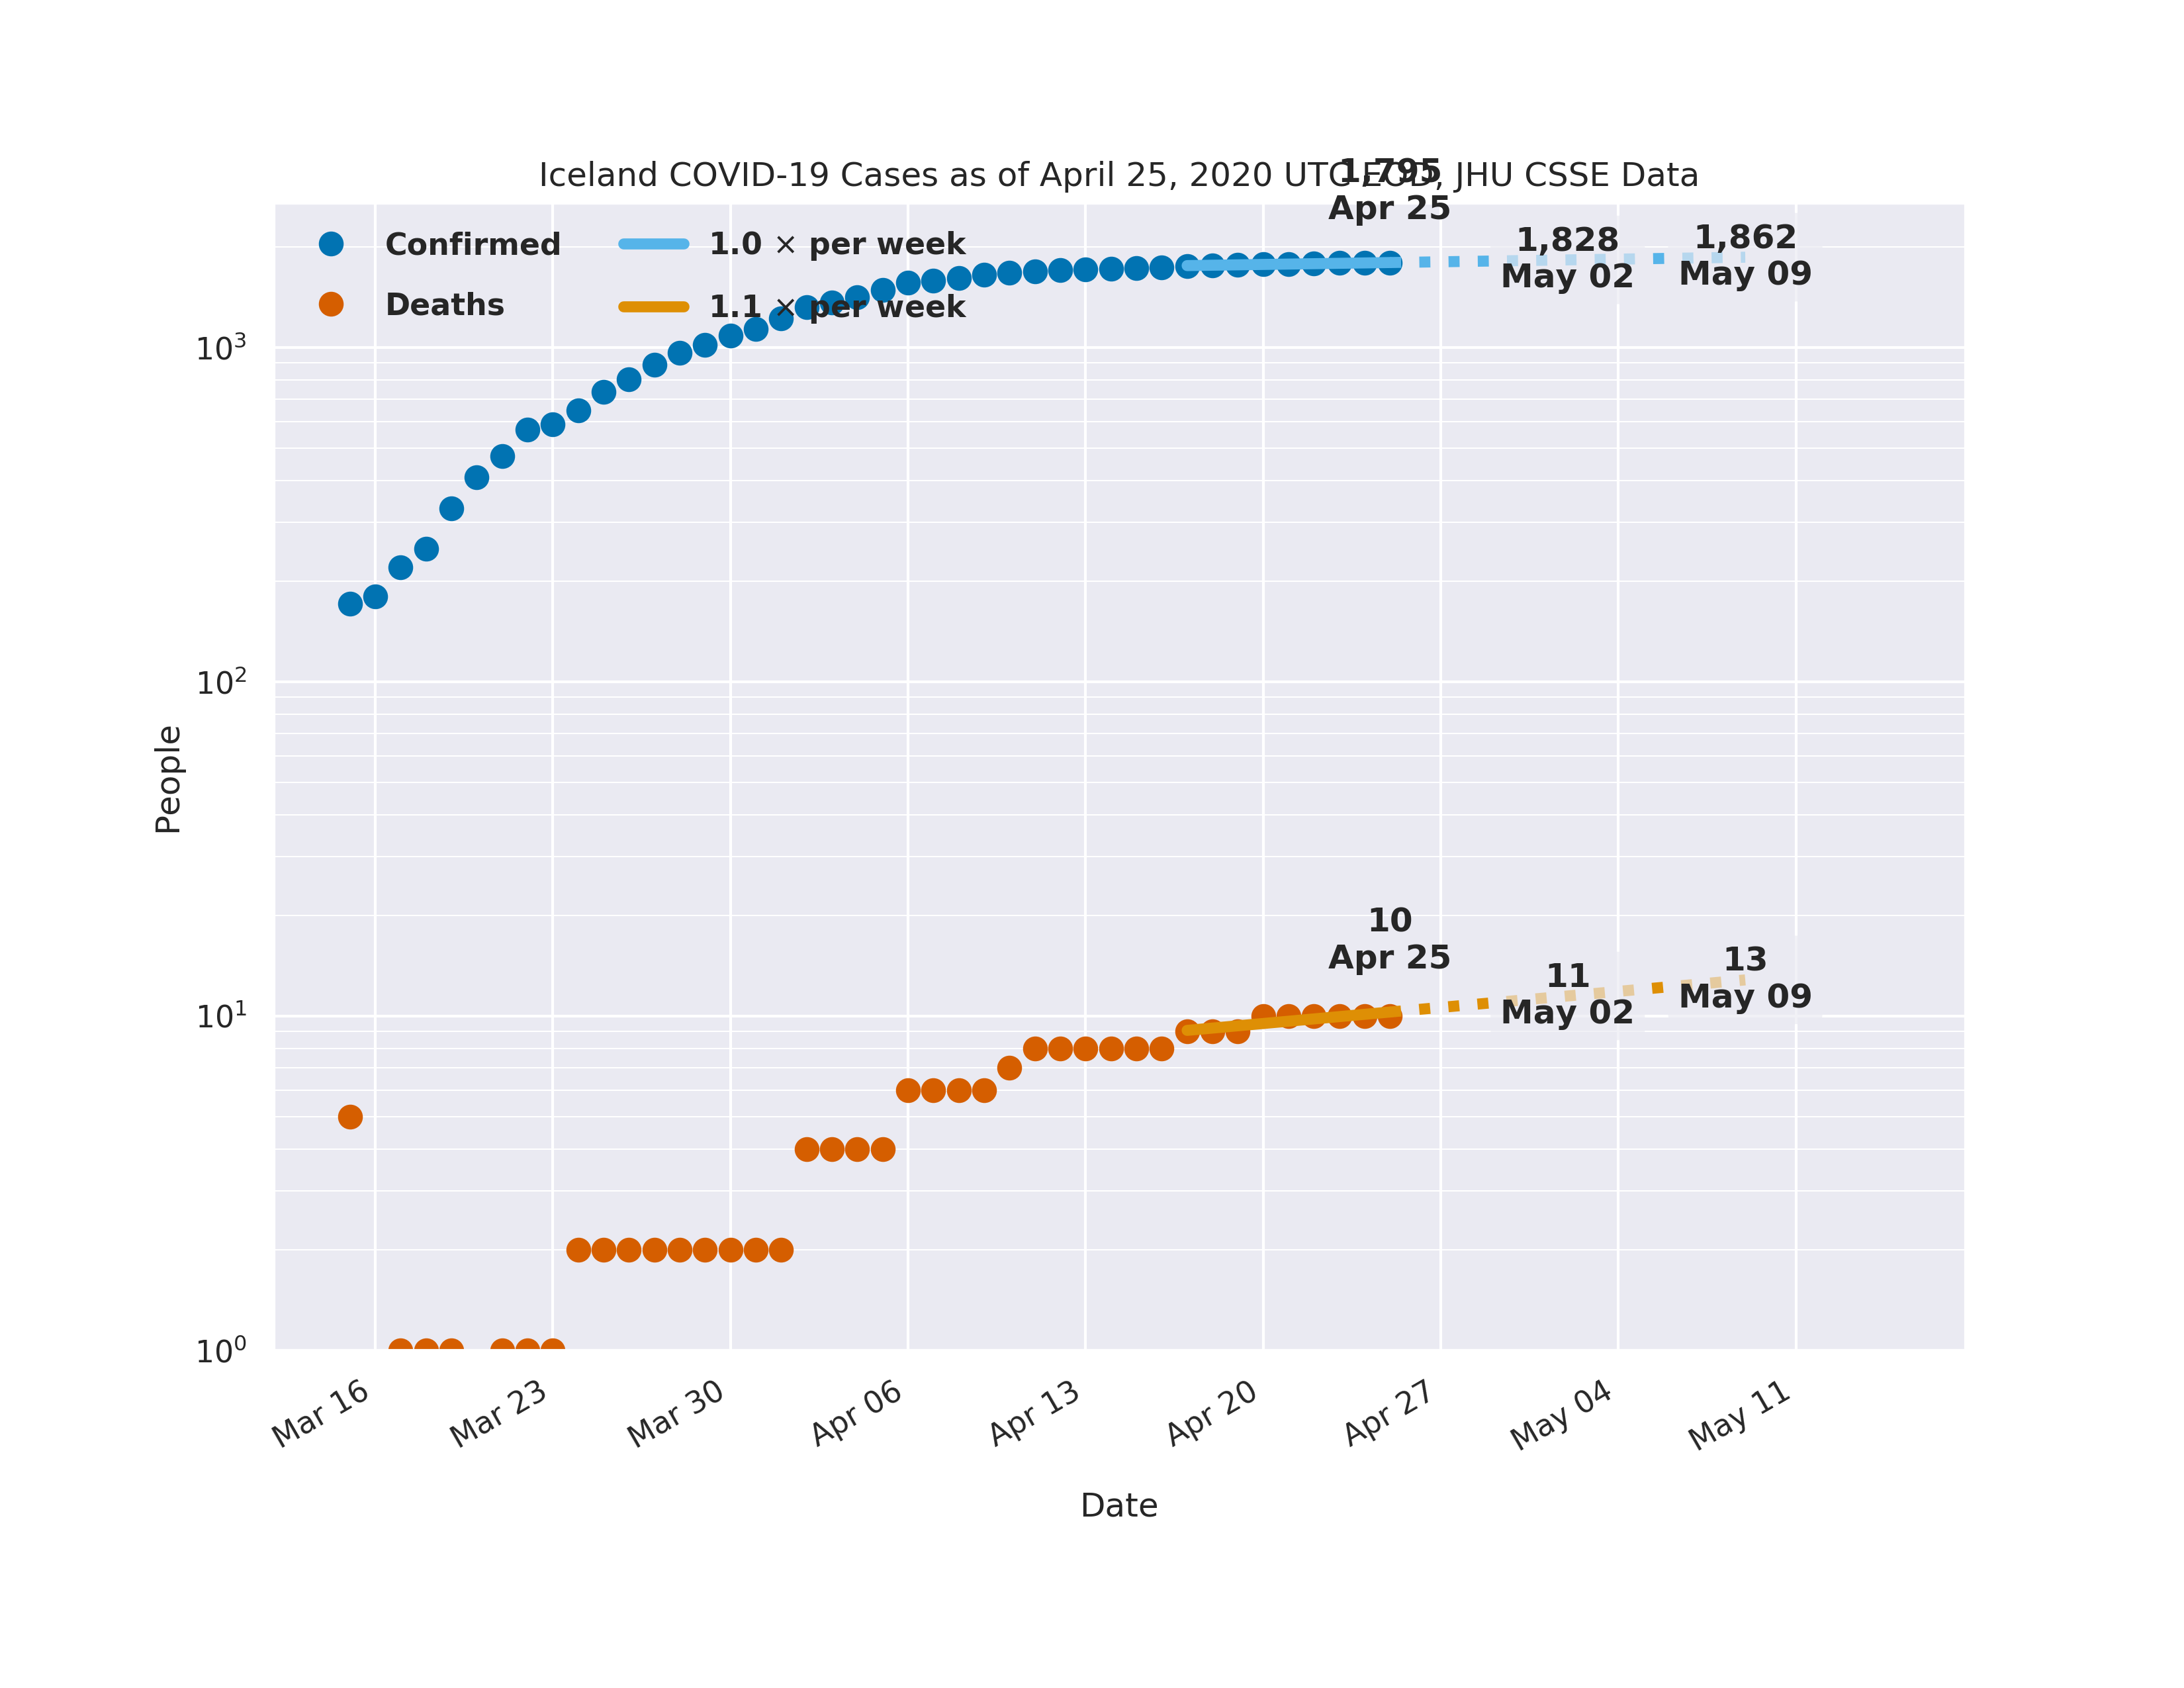 Iceland COVID-19 Cases as of April 25, 2020 UTC EOD, JHU CSSE Data
1,795
Apr 25
1,828
May 02
1,862
May 09
Confirmed
1.0 × per week
Deaths
1.1 × per week
10³
10²
10¹
10⁰
People
10
Apr 25
11
May 02
13
May 09
Mar 16
Mar 23
Mar 30
Apr 06
Apr 13
Apr 20
Apr 27
May 04
May 11
Date